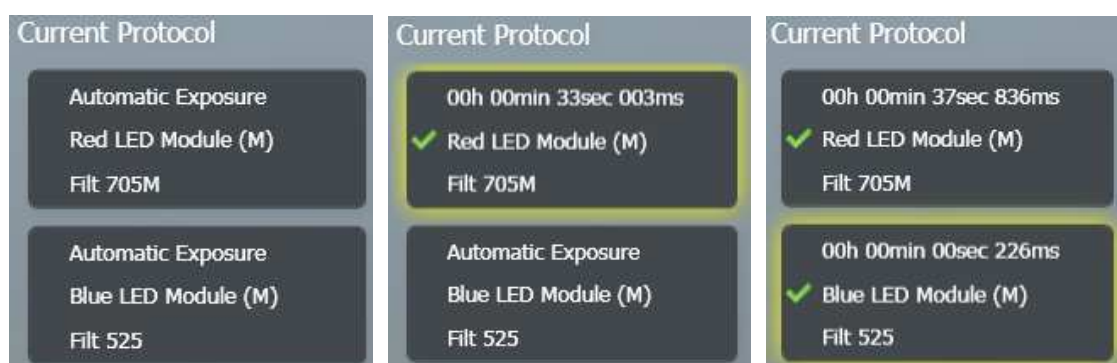 Current Protocol
Automatic Exposure
Red LED Module (M)
Filt 705M
Automatic Exposure
Blue LED Module (M)
Filt 525
Current Protocol
00h 00min 33sec 003ms
Red LED Module (M)
Filt 705M
Automatic Exposure
Blue LED Module (M)
Filt 525
Current Protocol
00h 00min 37sec 836ms
Red LED Module (M)
Filt 705M
00h 00min 00sec 226ms
Blue LED Module (M)
Filt 525